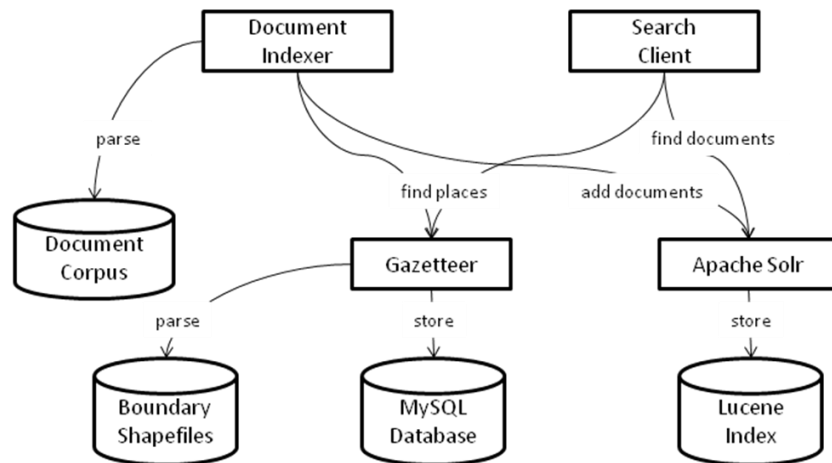 Document
Indexer
Search
Client
parse
find documents
find places
add documents
Document
Corpus
Gazetteer
Apache Solr
parse
store
store
Boundary
Shapefiles
MySQL
Database
Lucene
Index